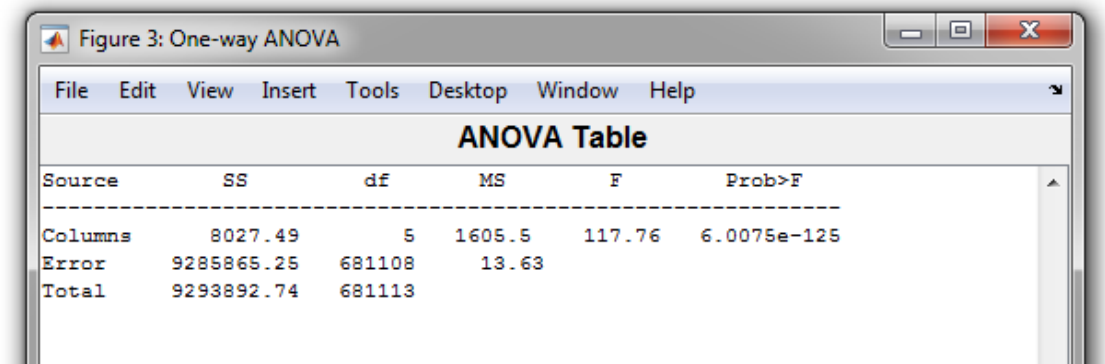 Figure 3: One-way ANOVA
File Edit View Insert Tools Desktop Window Help
ANOVA Table
Source SS df MS F Prob>F
Columns 8027.49 5 1605.5 117.76 6.0075e-125
Error 9285865.25 681108 13.63
Total 9293892.74 681113